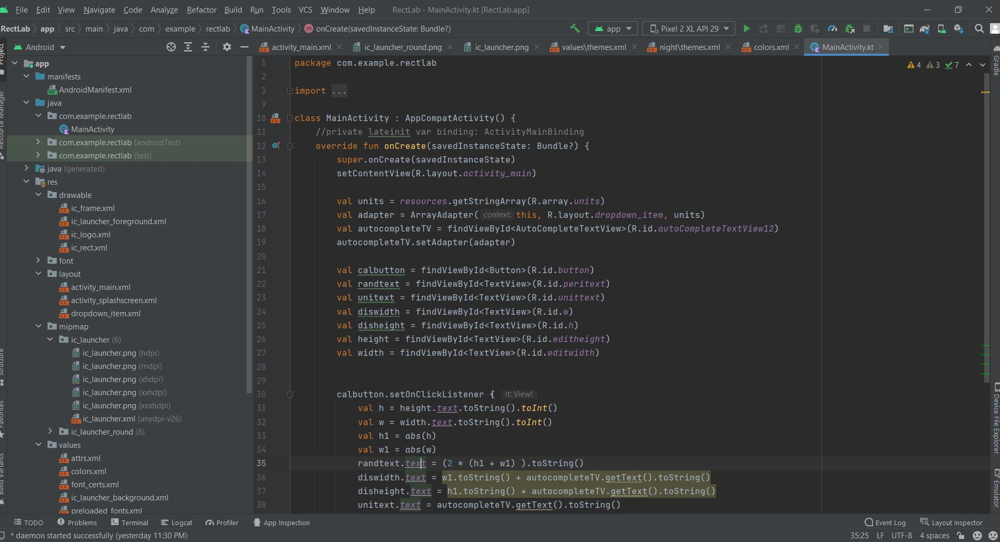 File Edit View Navigate Code Analyze Refactor Build Run Tools VCS Window Help RectLab - MainActivity.kt [RectLab.app]
RectLab app src main java com example rectlab MainActivity onCreate(savedInstanceState: Bundle?) app Pixel 2 XL API 29
Android
activity_main.xml ic_launcher_round.png ic_launcher.png values\themes.xml night\themes.xml colors.xml MainActivity.kt
Project
Resource Manager
Structure
Favorites
Build Variants
app
manifests
AndroidManifest.xml
java
com.example.rectlab
MainActivity
com.example.rectlab (androidTest)
com.example.rectlab (test)
java (generated)
res
drawable
ic_frame.xml
ic_launcher_foreground.xml
ic_logo.xml
ic_rect.xml
font
layout
activity_main.xml
activity_splashscreen.xml
dropdown_item.xml
mipmap
ic_launcher (6)
ic_launcher.png (hdpi)
ic_launcher.png (mdpi)
ic_launcher.png (xhdpi)
ic_launcher.png (xxhdpi)
ic_launcher.png (xxxhdpi)
ic_launcher.xml (anydpi-v26)
ic_launcher_round (6)
values
attrs.xml
colors.xml
font_certs.xml
ic_launcher_background.xml
preloaded_fonts.xml
4 3 7
1 package com.example.rectlab
2
3 import ...
9
10 class MainActivity : AppCompatActivity() {
11 //private lateinit var binding: ActivityMainBinding
12 override fun onCreate(savedInstanceState: Bundle?) {
13 super.onCreate(savedInstanceState)
14 setContentView(R.layout.activity_main)
15
16 val units = resources.getStringArray(R.array.units)
17 val adapter = ArrayAdapter( context: this, R.layout.dropdown_item, units)
18 val autocompleteTV = findViewById<AutoCompleteTextView>(R.id.autoCompleteTextView12)
19 autocompleteTV.setAdapter(adapter)
20
21 val calbutton = findViewById<Button>(R.id.button)
22 val randtext = findViewById<TextView>(R.id.peritext)
23 val unitext = findViewById<TextView>(R.id.unittext)
24 val diswidth = findViewById<TextView>(R.id.w)
25 val disheight = findViewById<TextView>(R.id.h)
26 val height = findViewById<TextView>(R.id.editheight)
27 val width = findViewById<TextView>(R.id.editwidth)
28
29
30 calbutton.setOnClickListener { it: View!
31 val h = height.text.toString().toInt()
32 val w = width.text.toString().toInt()
33 val h1 = abs(h)
34 val w1 = abs(w)
35 randtext.text = (2 * (h1 + w1) ).toString()
36 diswidth.text = w1.toString() + autocompleteTV.getText().toString()
37 disheight.text = h1.toString() + autocompleteTV.getText().toString()
38 unitext.text = autocompleteTV.getText().toString()
Gradle
Device File Explorer
Emulator
TODO Problems Terminal Logcat Profiler App Inspection Event Log Layout Inspector
* daemon started successfully (yesterday 11:30 PM) 35:25 LF UTF-8 4 spaces